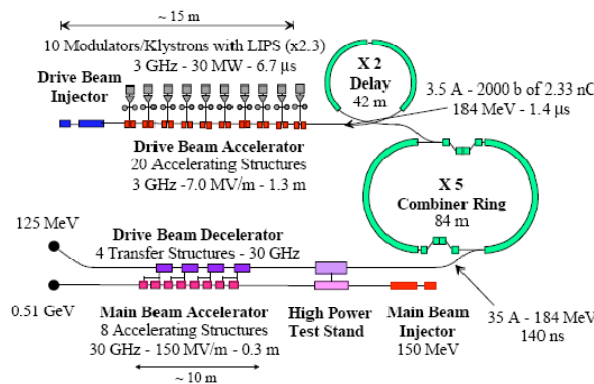 ~ 15 m
10 Modulators/Klystrons with LIPS (x2.3)
3 GHz - 30 MW - 6.7 μs
Drive Beam
Injector
X 2
Delay
42 m
3.5 A - 2000 b of 2.33 nC
184 MeV - 1.4 μs
Drive Beam Accelerator
20 Accelerating Structures
3 GHz -7.0 MV/m - 1.3 m
X 5
Combiner Ring
84 m
125 MeV
Drive Beam Decelerator
4 Transfer Structures - 30 GHz
0.51 GeV
Main Beam Accelerator
8 Accelerating Structures
30 GHz - 150 MV/m - 0.3 m
High Power
Test Stand
Main Beam
Injector
150 MeV
35 A - 184 MeV
140 ns
~ 10 m